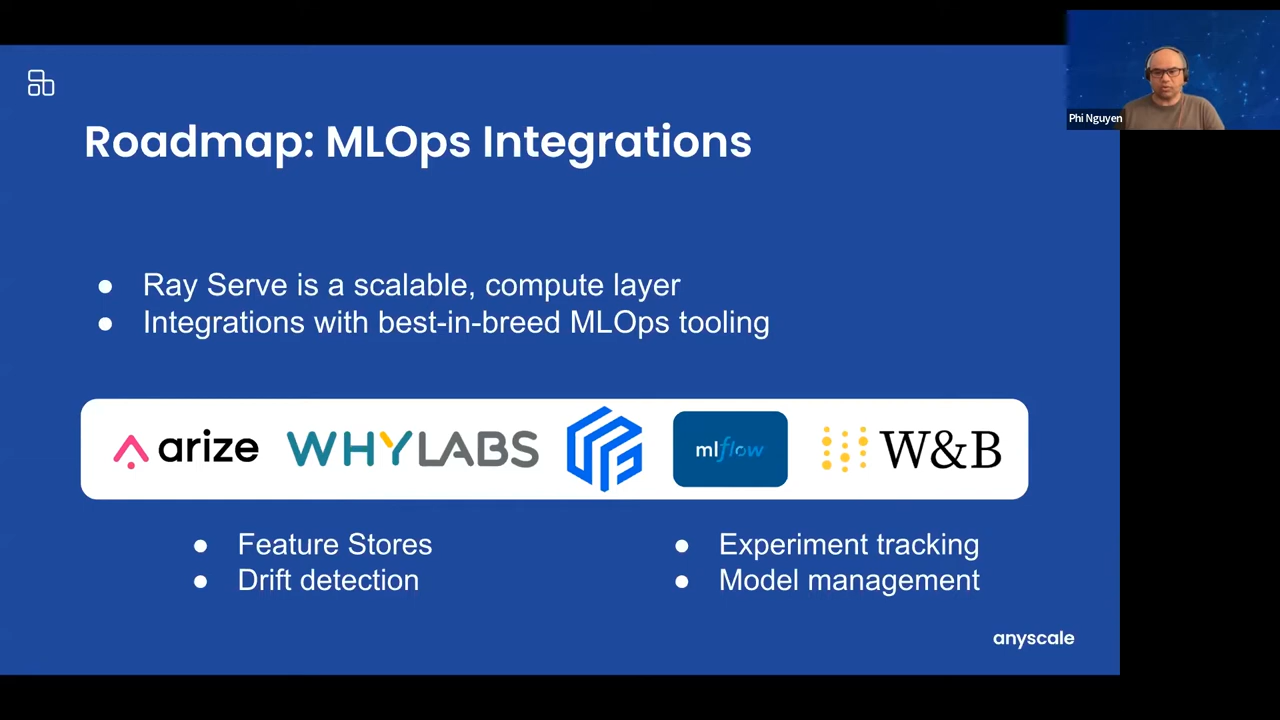 Phi Nguyen
Roadmap: MLOps Integrations
● Ray Serve is a scalable, compute layer
● Integrations with best-in-breed MLOps tooling
arize WHYLABS mlflow W&B
● Feature Stores
● Drift detection
● Experiment tracking
● Model management
anyscale